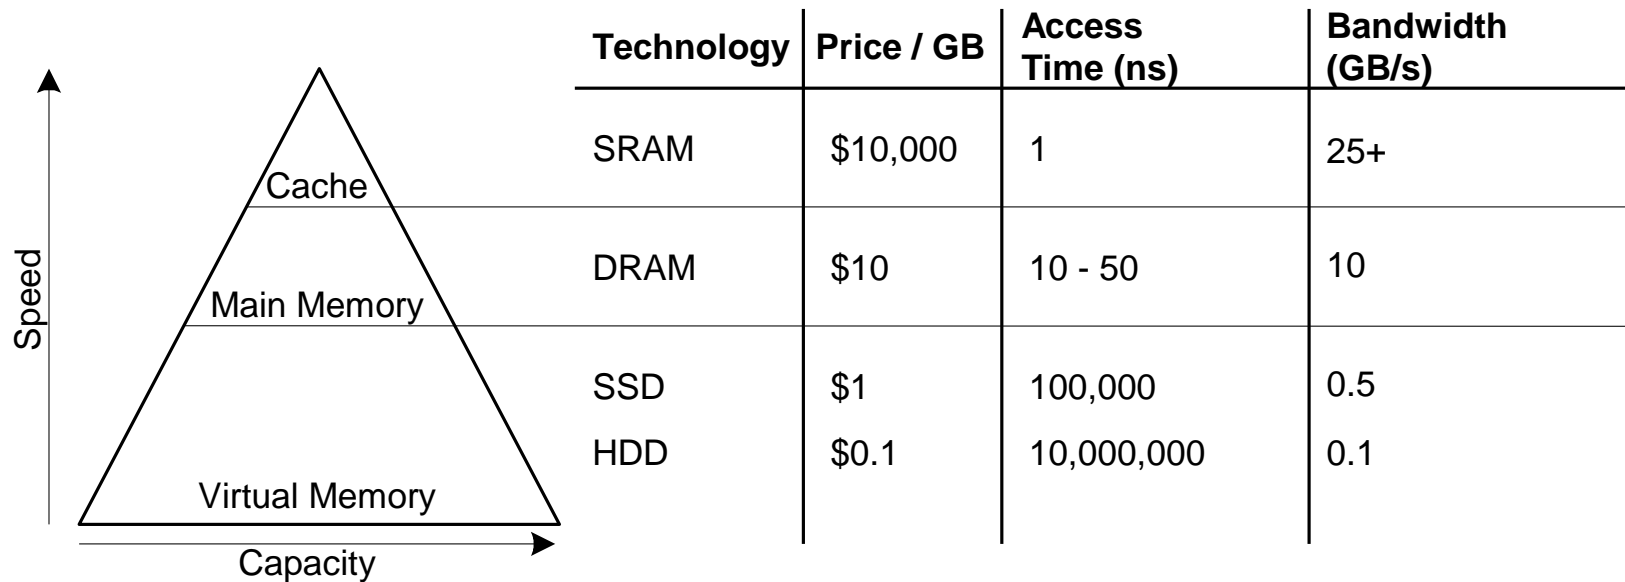 Technology Price / GB Access Time (ns) Bandwidth (GB/s)
SRAM $10,000 1 25+
Cache
DRAM $10 10 - 50 10
Main Memory
SSD $1 100,000 0.5
HDD $0.1 10,000,000 0.1
Virtual Memory
Speed
Capacity